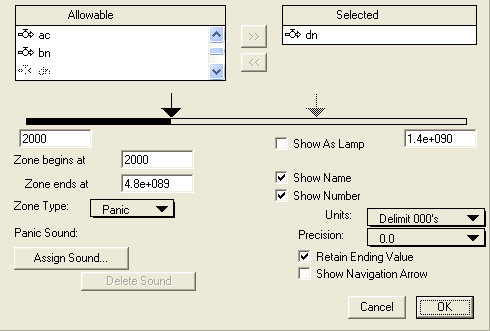 Allowable
Selected
ac
bn
dn
>>
<<
dn
2000
1.4e+090
Show As Lamp
Zone begins at 2000
Zone ends at 4.8e+089
Show Name
Show Number
Zone Type: Panic
Units: Delimit 000's
Precision: 0.0
Panic Sound:
Assign Sound...
Retain Ending Value
Show Navigation Arrow
Delete Sound
Cancel
OK